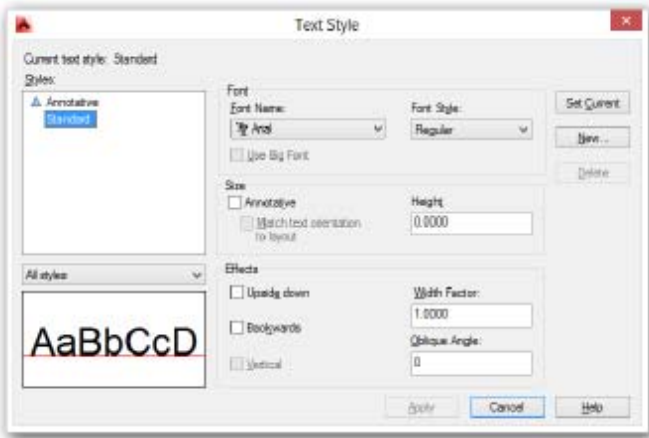 Text Style
Current text style: Standard
Styles:
Annotative
Standard
All styles
AaBbCcD
Font
Font Name:
Arial
Use Big Font
Font Style:
Regular
Size
Annotative
Match text orientation
to layout
Height
0.0000
Effects
Upside down
Backwards
Vertical
Width Factor:
1.0000
Oblique Angle:
0
Set Current
New...
Delete
Apply
Cancel
Help